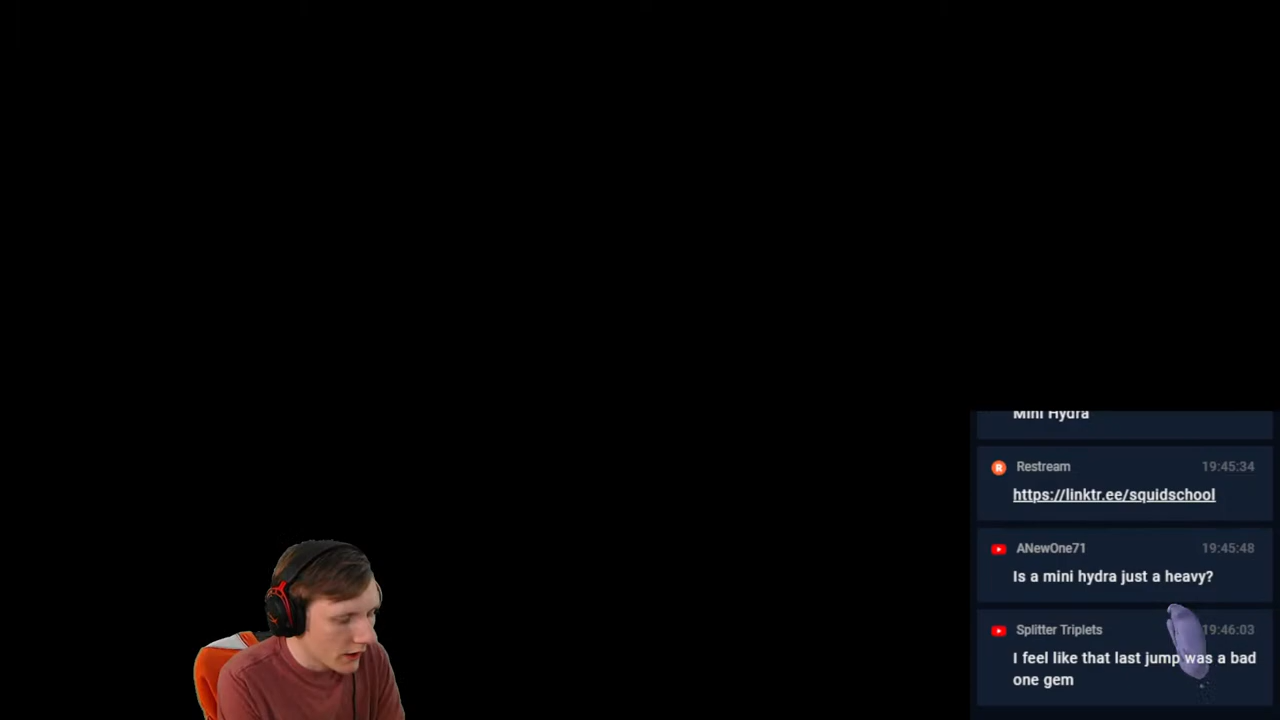 Mini Hydra
Restream 19:45:34
https://linktr.ee/squidschool
ANewOne71 19:45:48
Is a mini hydra just a heavy?
Splitter Triplets 19:46:03
I feel like that last jump was a bad
one gem